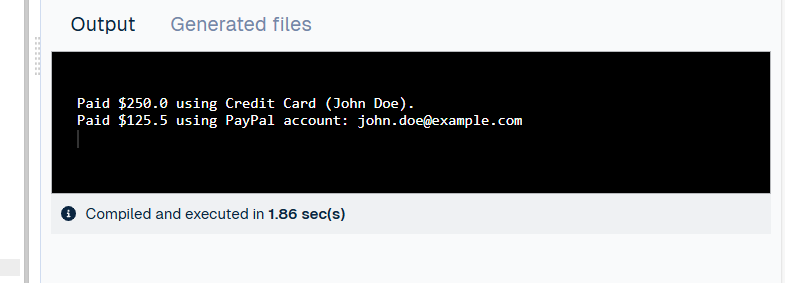 Output Generated files
Paid $250.0 using Credit Card (John Doe).
Paid $125.5 using PayPal account: john.doe@example.com
Compiled and executed in 1.86 sec(s)